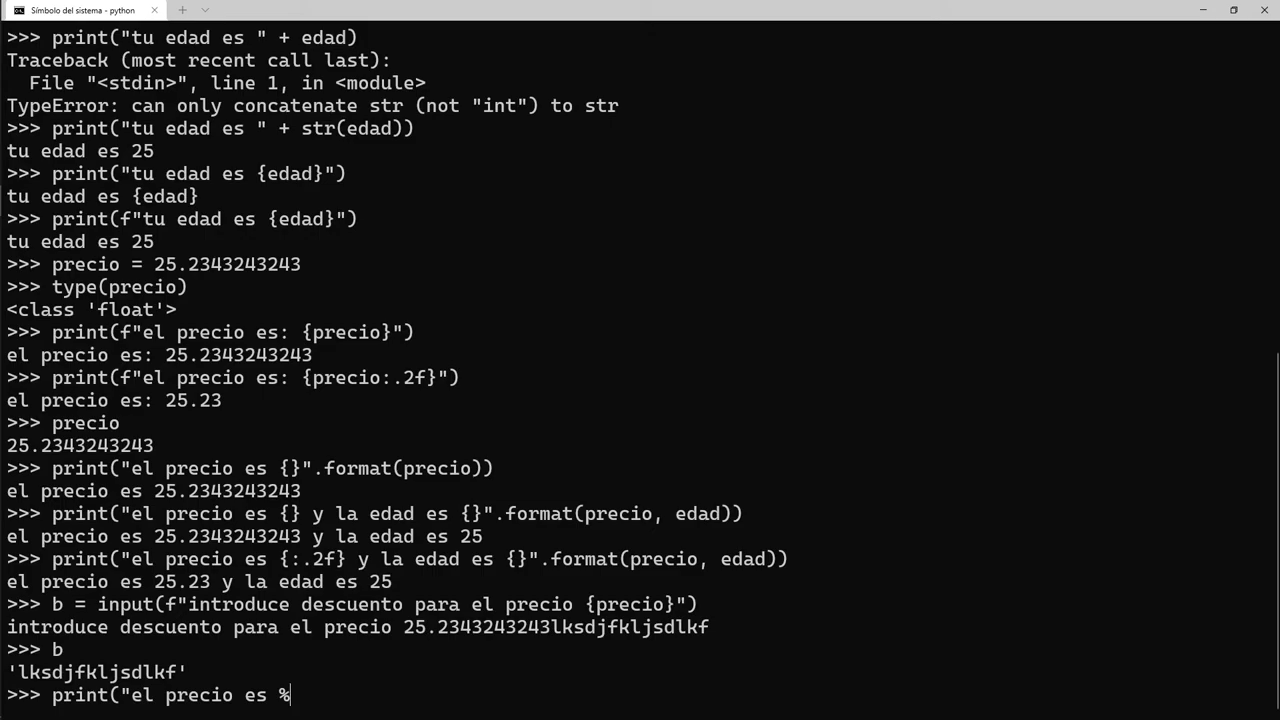 Símbolo del sistema - python
>>> print("tu edad es " + edad)
Traceback (most recent call last):
  File "<stdin>", line 1, in <module>
TypeError: can only concatenate str (not "int") to str
>>> print("tu edad es " + str(edad))
tu edad es 25
>>> print("tu edad es {edad}")
tu edad es {edad}
>>> print(f"tu edad es {edad}")
tu edad es 25
>>> precio = 25.2343243243
>>> type(precio)
<class 'float'>
>>> print(f"el precio es: {precio}")
el precio es: 25.2343243243
>>> print(f"el precio es: {precio:.2f}")
el precio es: 25.23
>>> precio
25.2343243243
>>> print("el precio es {}".format(precio))
el precio es 25.2343243243
>>> print("el precio es {} y la edad es {}".format(precio, edad))
el precio es 25.2343243243 y la edad es 25
>>> print("el precio es {:.2f} y la edad es {}".format(precio, edad))
el precio es 25.23 y la edad es 25
>>> b = input(f"introduce descuento para el precio {precio}")
introduce descuento para el precio 25.2343243243lksdjfkljsdlkf
>>> b
'lksdjfkljsdlkf'
>>> print("el precio es %